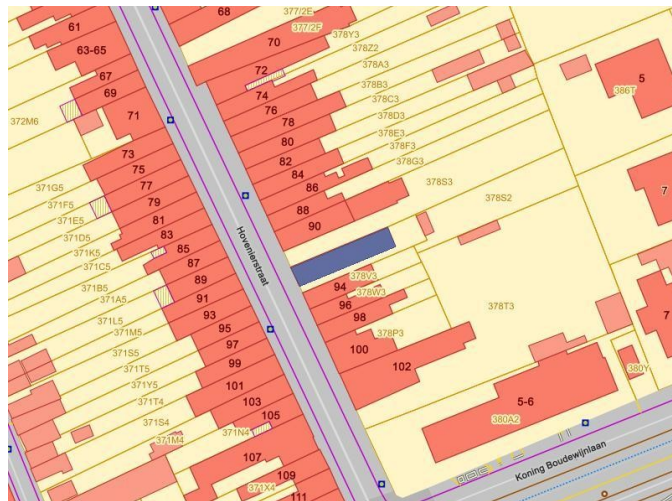 68
377/2E
377/2F
61
63-65
70
378Y3
378Z2
67
72
378A3
69
74
378B3
5
386T
76
378C3
71
372M6
78
378D3
80
378E3
73
82
378F3
75
84
378G3
77
86
378S3
371G5
79
371F5
88
378S2
7
81
371E5
90
83
371D5
85
371K5
Hovenierstraat
87
371C5
89
94
378V3
371B5
91
371A5
96
378W3
378T3
93
98
371L5
95
378P3
7
371M5
97
100
371S5
99
102
371T5
380Y
101
371Y5
103
5-6
371T4
105
380A2
371S4
371N4
371M4
107
Koning Boudewijnlaan
109
371X4
111